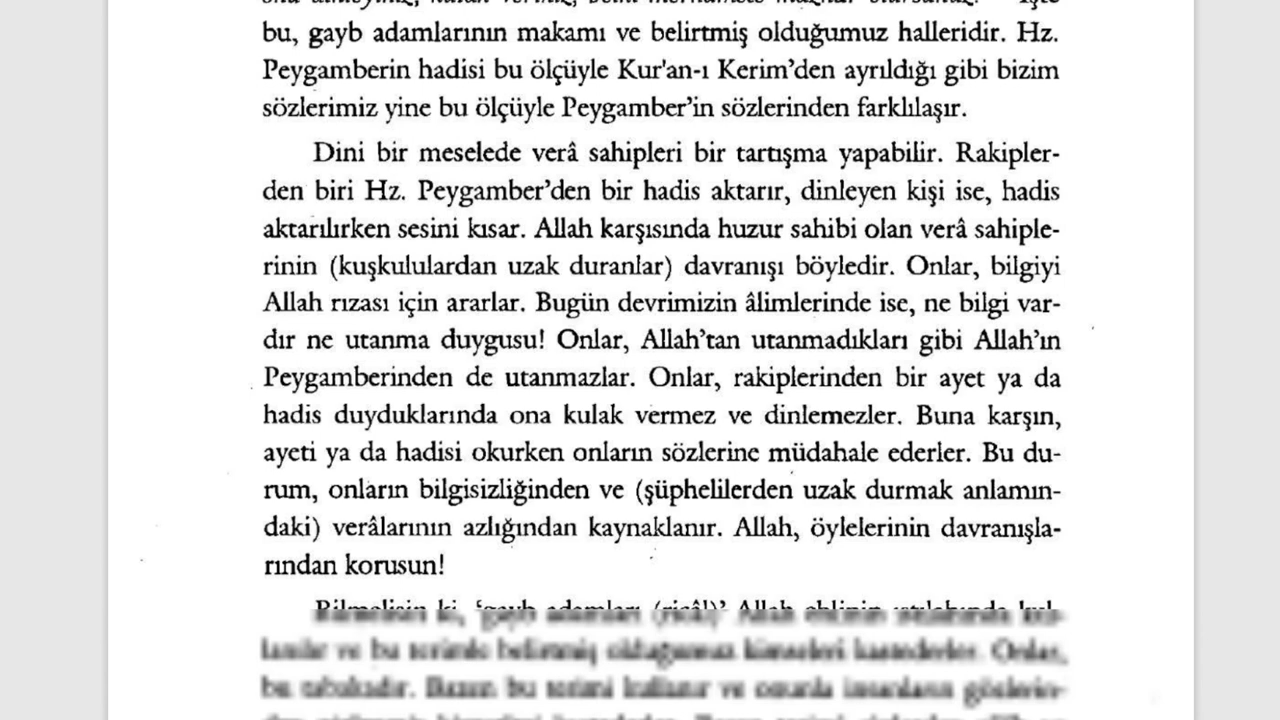 bu, gayb adamlarının makamı ve belirtmiş olduğumuz halleridir. Hz.
Peygamberin hadisi bu ölçüyle Kur'an-ı Kerim’den ayrıldığı gibi bizim
sözlerimiz yine bu ölçüyle Peygamber’in sözlerinden farklılaşır.
Dini bir meselede verâ sahipleri bir tartışma yapabilir. Rakipler-
den biri Hz. Peygamber’den bir hadis aktarır, dinleyen kişi ise, hadis
aktarılırken sesini kısar. Allah karşısında huzur sahibi olan verâ sahiple-
rinin (kuşkululardan uzak duranlar) davranışı böyledir. Onlar, bilgiyi
Allah rızası için ararlar. Bugün devrimizin âlimlerinde ise, ne bilgi var-
dır ne utanma duygusu! Onlar, Allah’tan utanmadıkları gibi Allah’ın
Peygamberinden de utanmazlar. Onlar, rakiplerinden bir ayet ya da
hadis duyduklarında ona kulak vermez ve dinlemezler. Buna karşın,
ayeti ya da hadisi okurken onların sözlerine müdahale ederler. Bu du-
rum, onların bilgisizliğinden ve (şüphelilerden uzak durmak anlamın-
daki) verâlarının azlığından kaynaklanır. Allah, öylelerinin davranışla-
rından korusun!